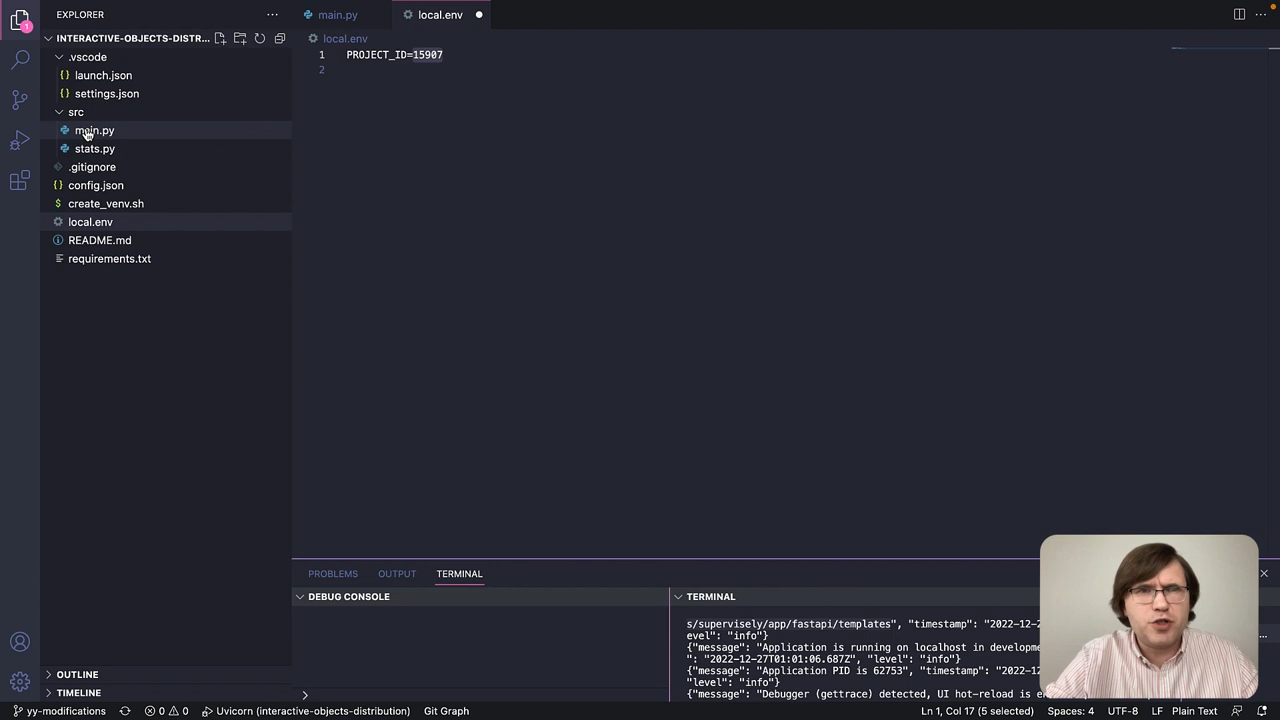 EXPLORER
main.py
local.env
INTERACTIVE-OBJECTS-DISTR...
local.env
.vscode
1 PROJECT_ID=15907
2
launch.json
settings.json
src
main.py
stats.py
.gitignore
config.json
create_venv.sh
local.env
README.md
requirements.txt
1
PROBLEMS
OUTPUT
TERMINAL
DEBUG CONSOLE
TERMINAL
s/supervisely/app/fastapi/templates", "timestamp": "2022-12-2
evel": "info"}
{"message": "Application is running on localhost in developm
": "2022-12-27T01:01:06.687Z", "level": "info"}
{"message": "Application PID is 62753", "timestamp": "2022-12
"level": "info"}
{"message": "Debugger (gettrace) detected, UI hot-reload is e
OUTLINE
TIMELINE
yy-modifications
0 0
Uvicorn (interactive-objects-distribution)
Git Graph
Ln 1, Col 17 (5 selected)
Spaces: 4
UTF-8
LF
Plain Text